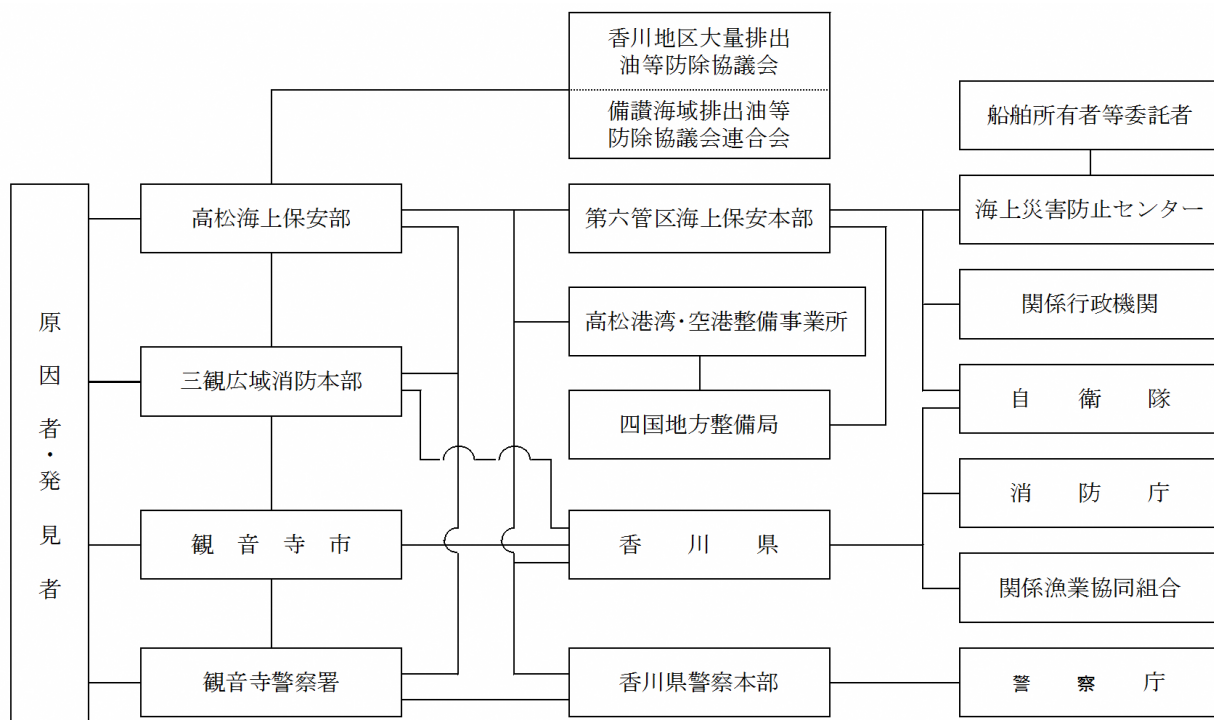 香川地区大量排出
油等防除協議会
備讃海域排出油等
防除協議会連合会
船舶所有者等委託者
原因者・発見者
高松海上保安部
第六管区海上保安本部
海上災害防止センター
関係行政機関
高松港湾・空港整備事業所
三観広域消防本部
四国地方整備局
自衛隊
消防庁
観音寺市
香川県
関係漁業協同組合
観音寺警察署
香川県警察本部
警察庁